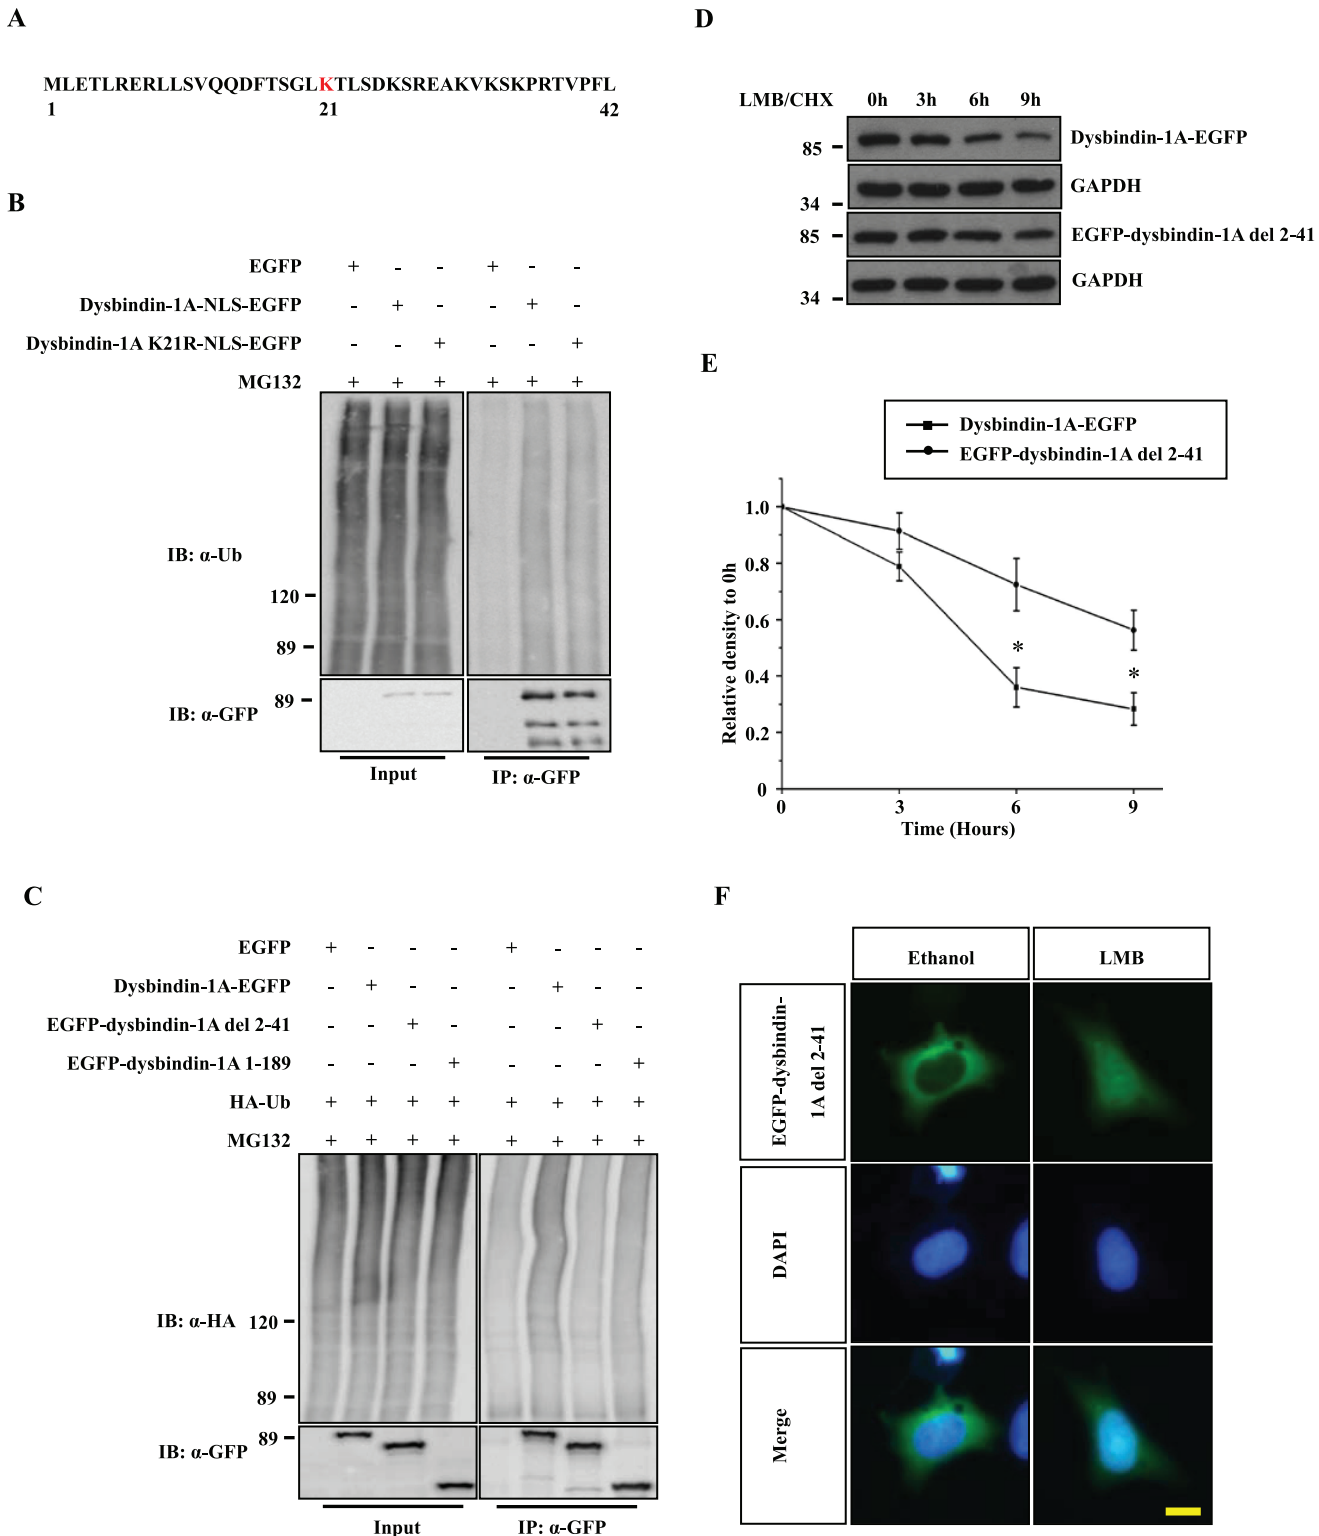 A
MLETLRERLLSVQQDFTSGLKTLSDKSREAKVKSKPRTVPFL
1 21 42
B
EGFP + - - + - -
Dysbindin-1A-NLS-EGFP - + - - + -
Dysbindin-1A K21R-NLS-EGFP - - + - - +
MG132 + + + + + +
IB: α-Ub
120
89
89
IB: α-GFP
Input IP: α-GFP
C
EGFP + - - - + - - -
Dysbindin-1A-EGFP - + - - - + - -
EGFP-dysbindin-1A del 2-41 - - + - - - + -
EGFP-dysbindin-1A 1-189 - - - + - - - +
HA-Ub + + + + + + + +
MG132 + + + + + + + +
IB: α-HA 120
89
89
IB: α-GFP
Input IP: α-GFP
D
LMB/CHX 0h 3h 6h 9h
85 Dysbindin-1A-EGFP
GAPDH
34
85 EGFP-dysbindin-1A del 2-41
GAPDH
34
E
Dysbindin-1A-EGFP
EGFP-dysbindin-1A del 2-41
Relative density to 0h
1.0
0.8
0.6
*
0.4
*
0.2
0
0 3 6 9
Time (Hours)
F
Ethanol LMB
EGFP-dysbindin-
1A del 2-41
DAPI
Merge